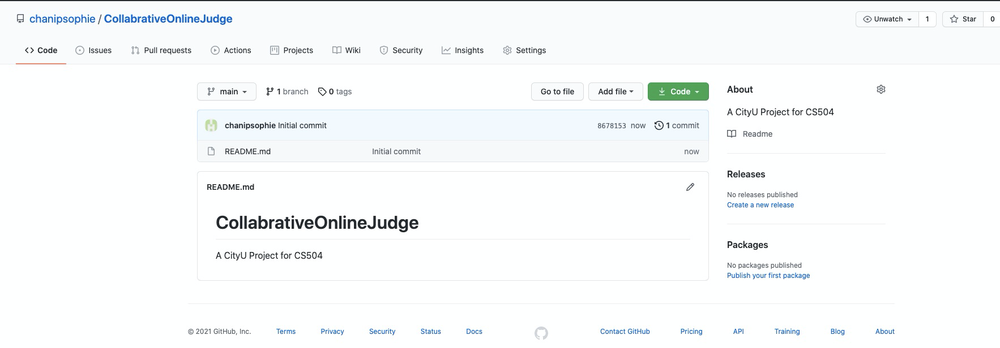 chanipsophie / CollabrativeOnlineJudge
Unwatch 1 Star 0
Code Issues Pull requests Actions Projects Wiki Security Insights Settings
main 1 branch 0 tags Go to file Add file Code
chanipsophie Initial commit 8678153 now 1 commit
README.md Initial commit now
README.md
CollabrativeOnlineJudge
A CityU Project for CS504
About
A CityU Project for CS504
Readme
Releases
No releases published
Create a new release
Packages
No packages published
Publish your first package
© 2021 GitHub, Inc. Terms Privacy Security Status Docs Contact GitHub Pricing API Training Blog About